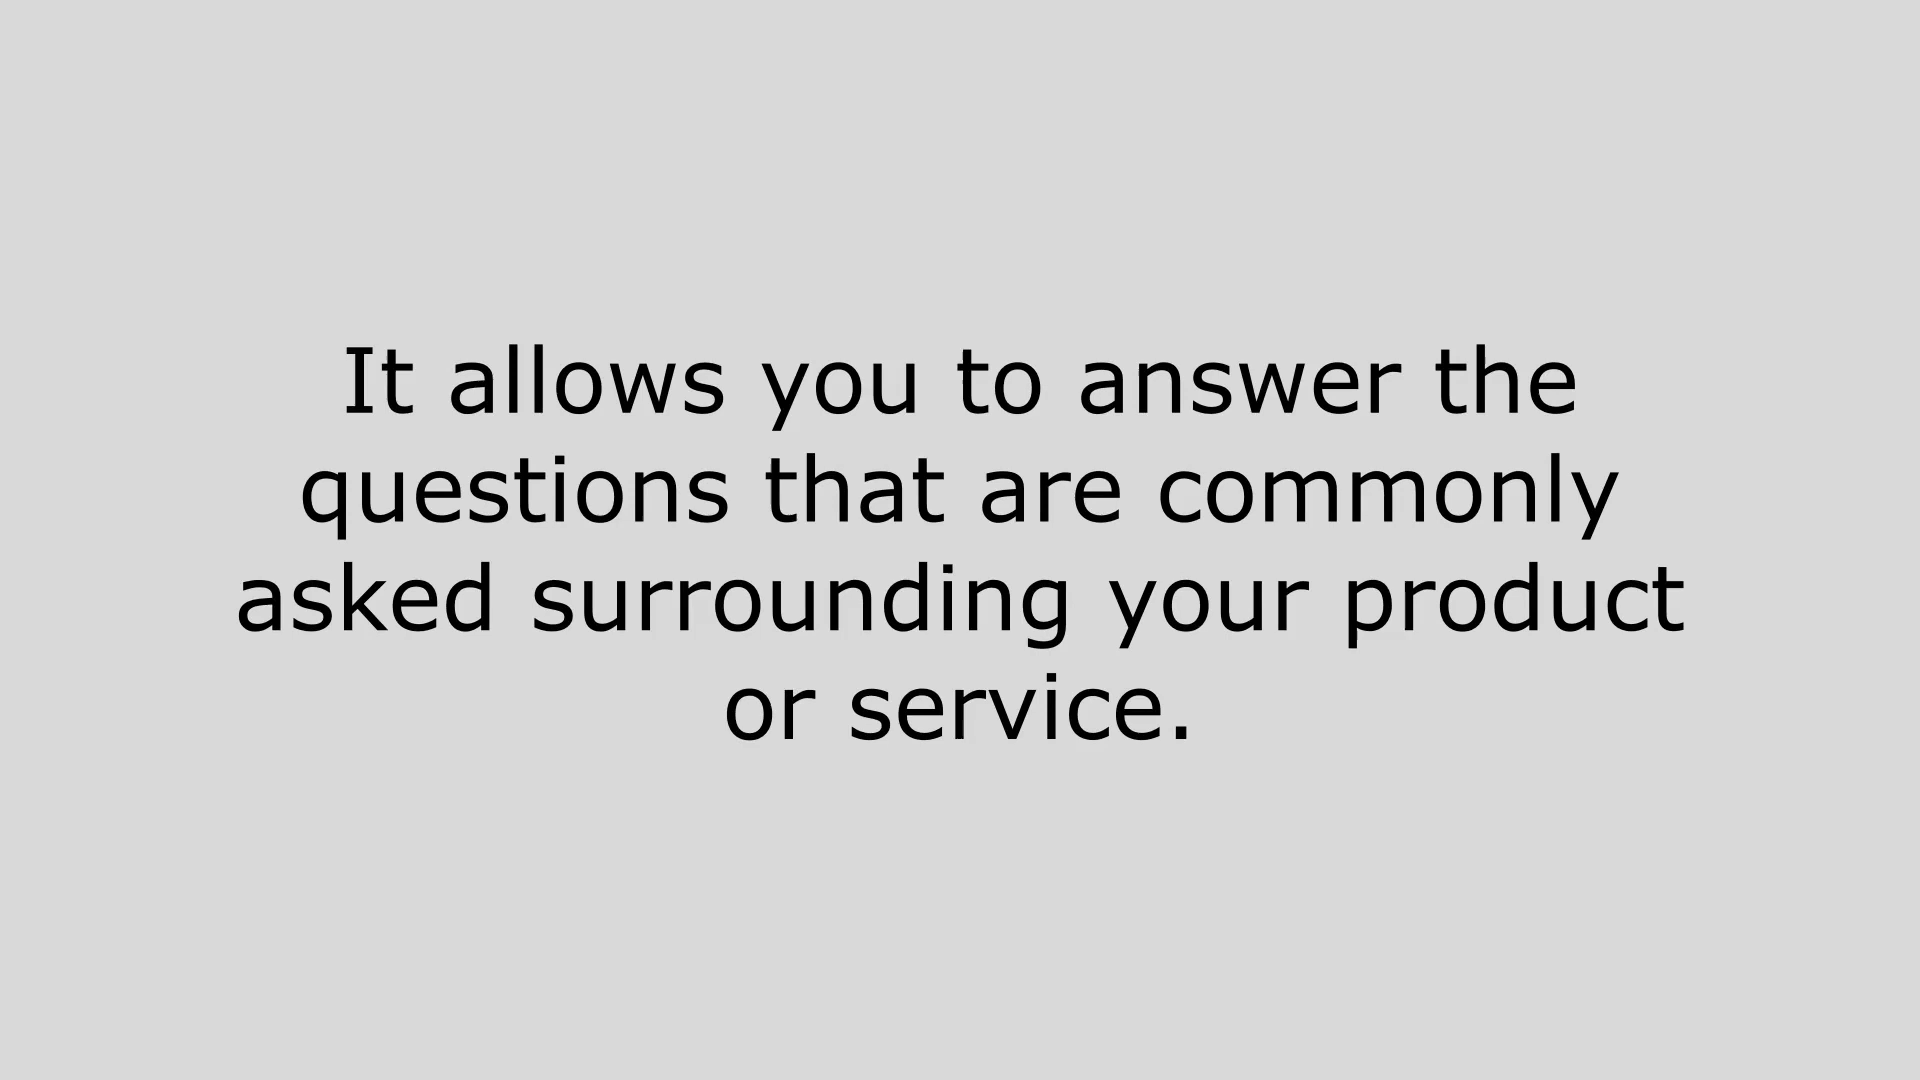 It allows you to answer the
questions that are commonly
asked surrounding your product
or service.